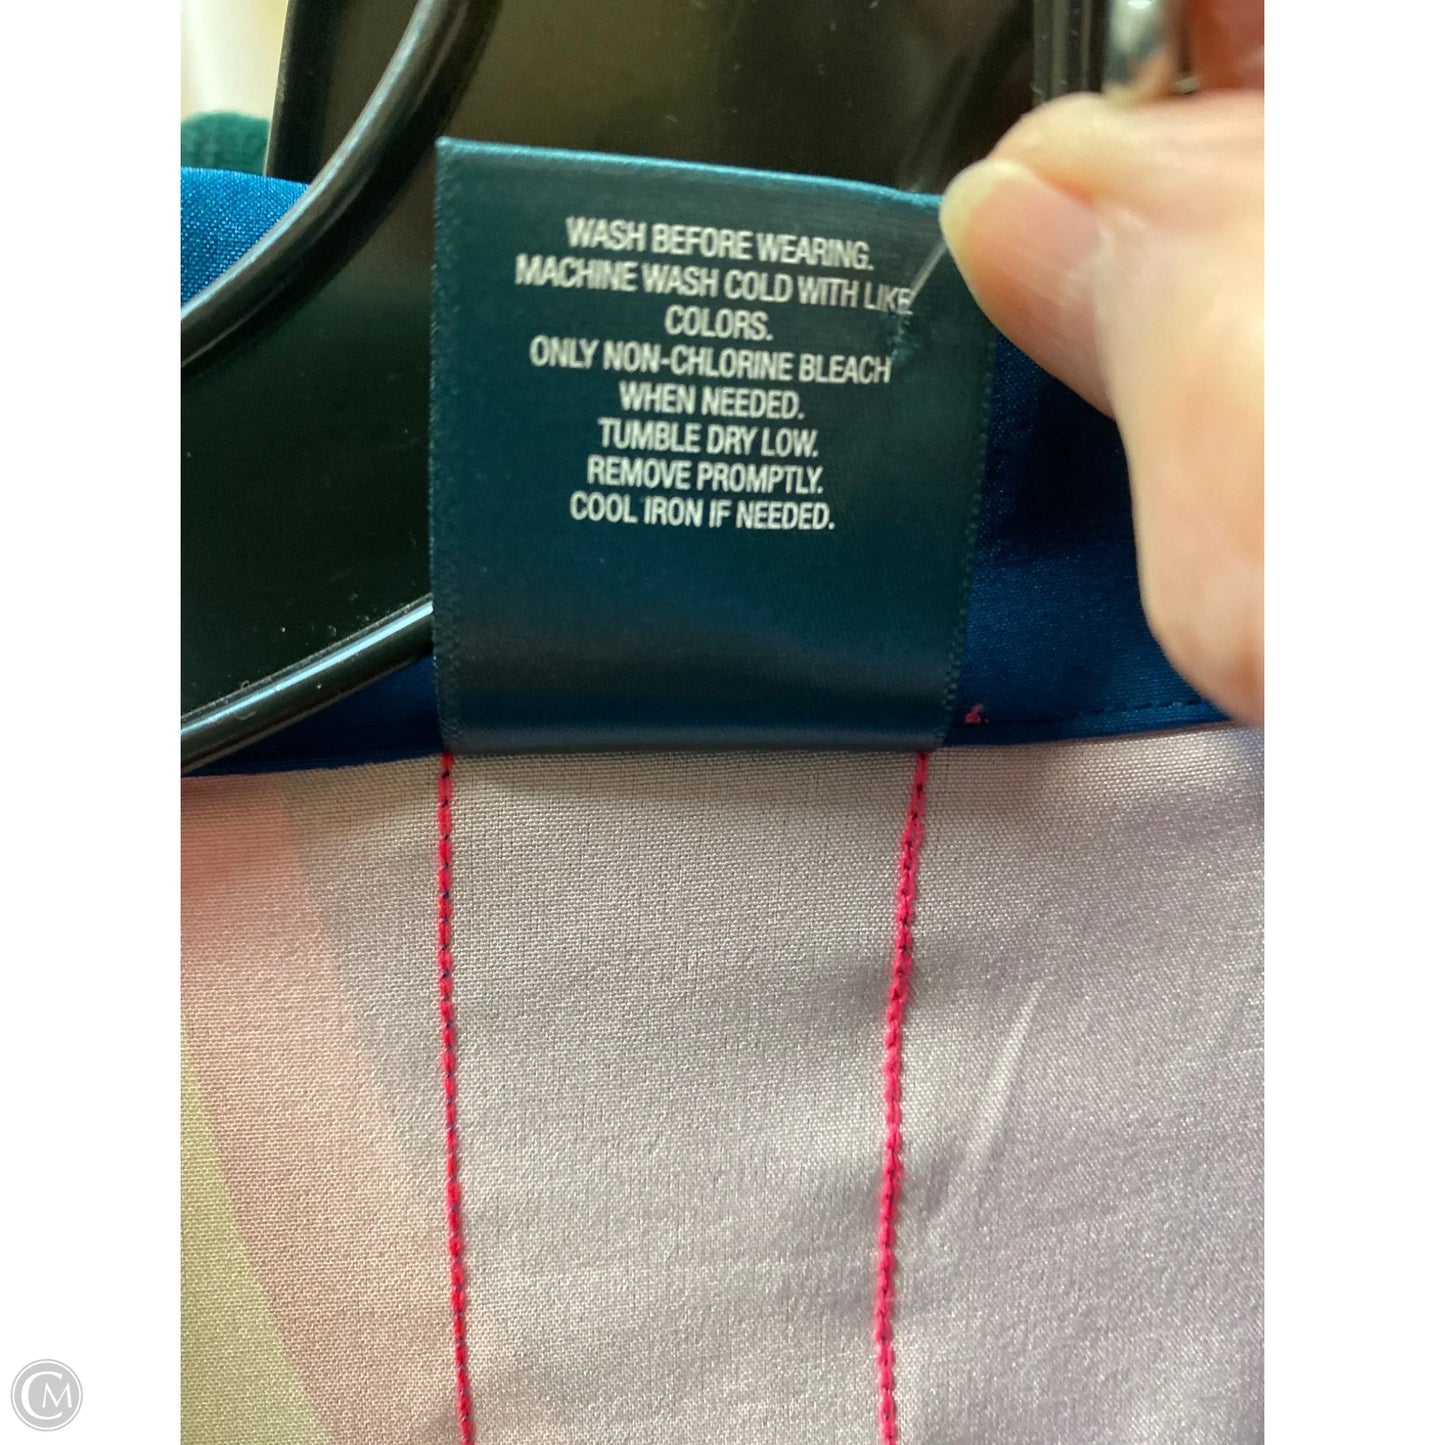 WASH BEFORE WEARING.
MACHINE WASH COLD WITH LIKE
COLORS.
ONLY NON-CHLORINE BLEACH
WHEN NEEDED.
TUMBLE DRY LOW.
REMOVE PROMPTLY.
COOL IRON IF NEEDED.
CM